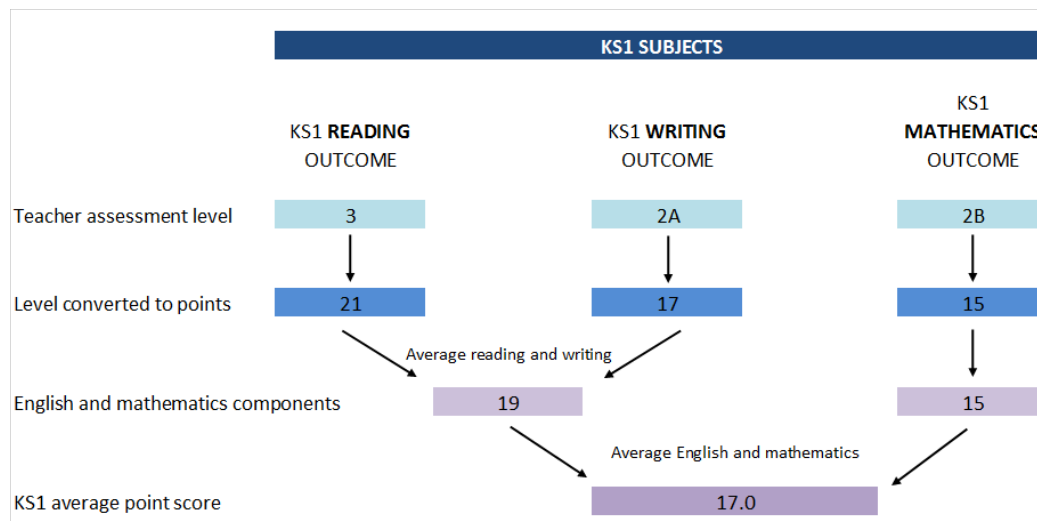 KS1 SUBJECTS
KS1
KS1 READING
KS1 WRITING
MATHEMATICS
OUTCOME
OUTCOME
OUTCOME
Teacher assessment level
3
2A
2B
Level converted to points
21
17
15
Average reading and writing
English and mathematics components
19
15
Average English and mathematics
KS1 average point score
17.0